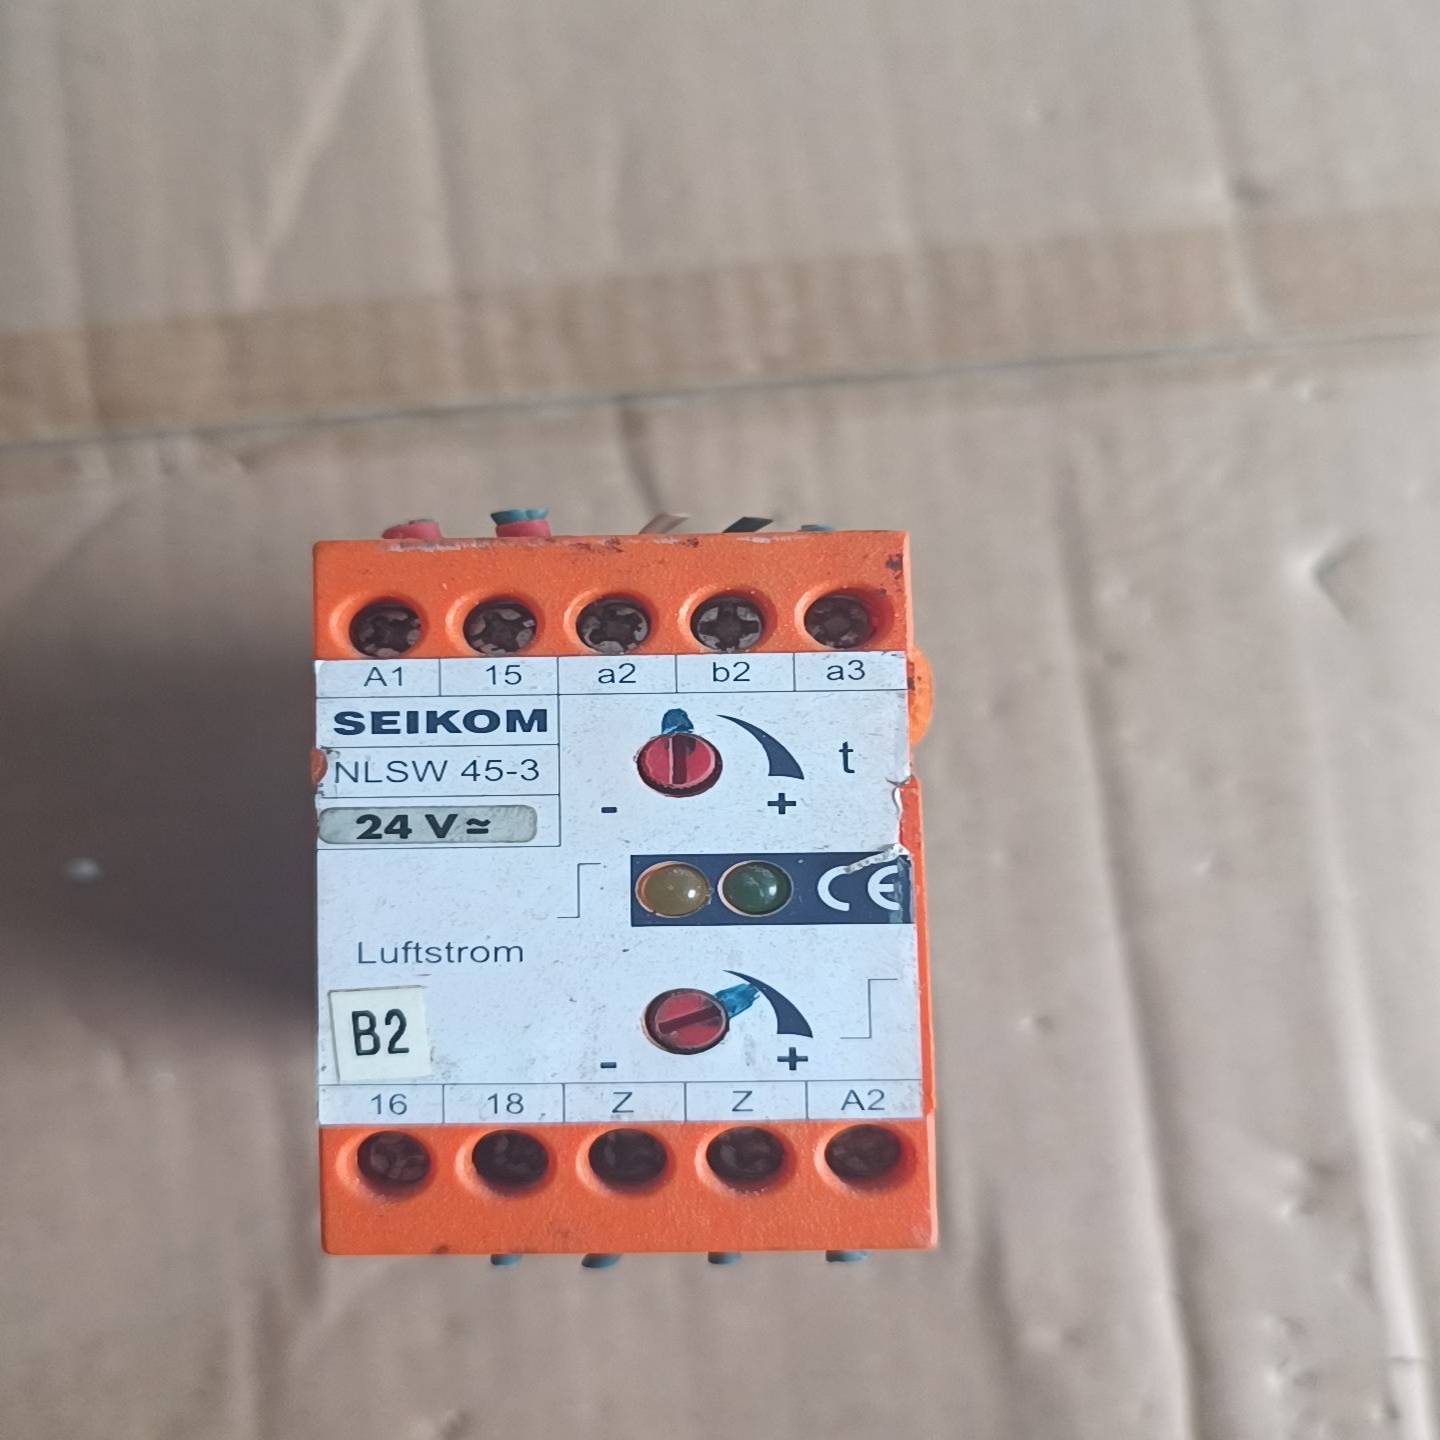 A1 15 a2 b2 a3
SEIKOM
NLSW 45-3
24 V ≃
t
- +
CE
Luftstrom
B2
- +
16 18 Z Z A2